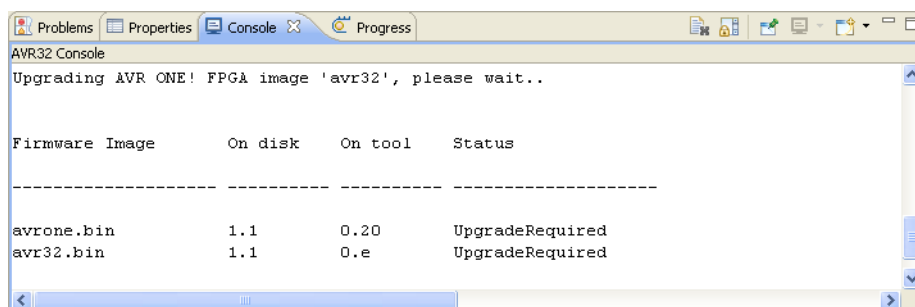 Problems Properties Console Progress
AVR32 Console
Upgrading AVR ONE! FPGA image 'avr32', please wait..
Firmware Image On disk On tool Status
-------------------- ---------- ---------- --------------------
avrone.bin 1.1 0.20 UpgradeRequired
avr32.bin 1.1 0.e UpgradeRequired